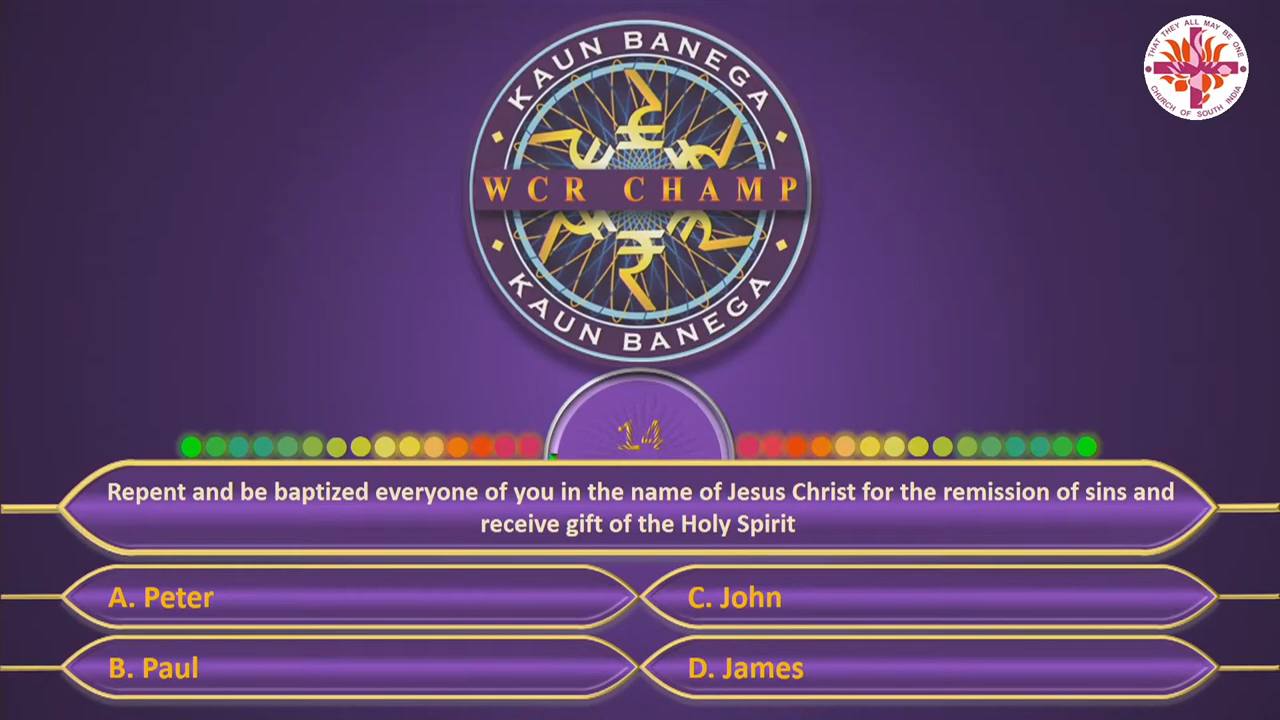 KAUN BANEGA
WCR CHAMP
KAUN BANEGA
THAT THEY ALL MAY BE ONE
CHURCH OF SOUTH INDIA
14
Repent and be baptized everyone of you in the name of Jesus Christ for the remission of sins and
receive gift of the Holy Spirit
A. Peter
C. John
B. Paul
D. James